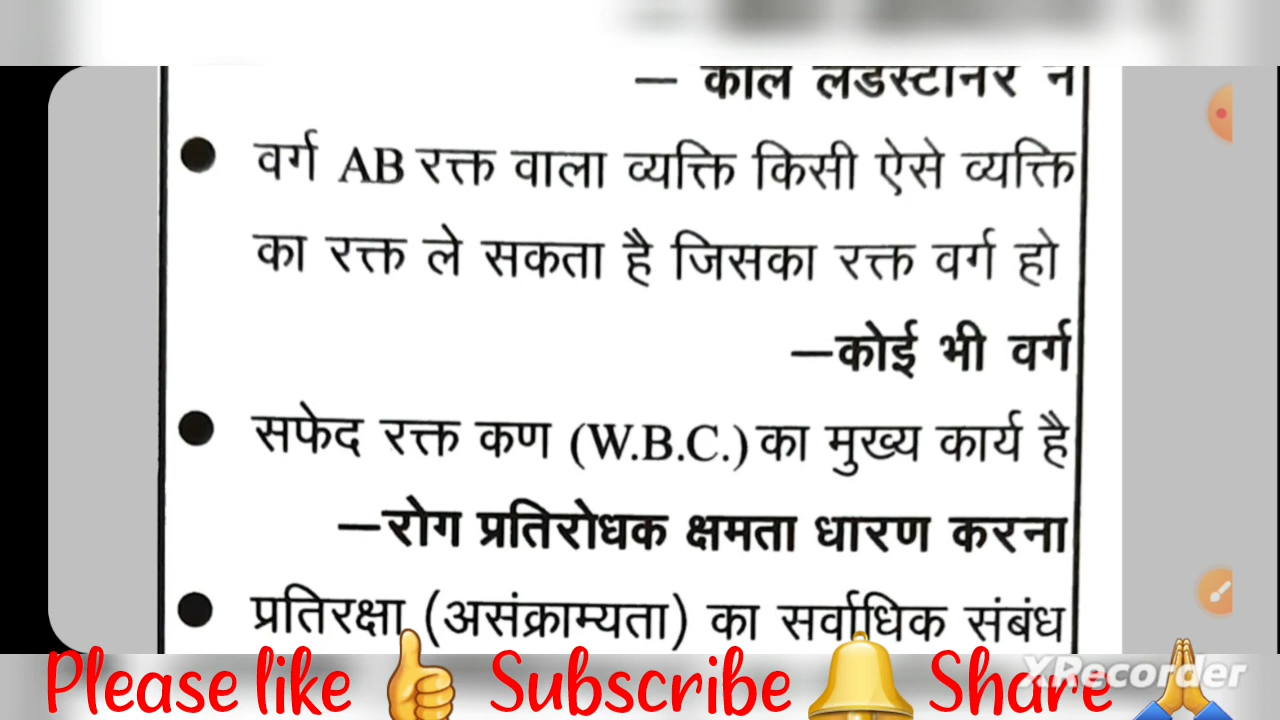 — कार्ल लैंडस्टीनर ने
● वर्ग AB रक्त वाला व्यक्ति किसी ऐसे व्यक्ति
का रक्त ले सकता है जिसका रक्त वर्ग हो
—कोई भी वर्ग
● सफेद रक्त कण (W.B.C.) का मुख्य कार्य है
—रोग प्रतिरोधक क्षमता धारण करना
● प्रतिरक्षा (असंक्राम्यता) का सर्वाधिक संबंध
Please like 👍 Subscribe 🔔 Share 🙏
XRecorder